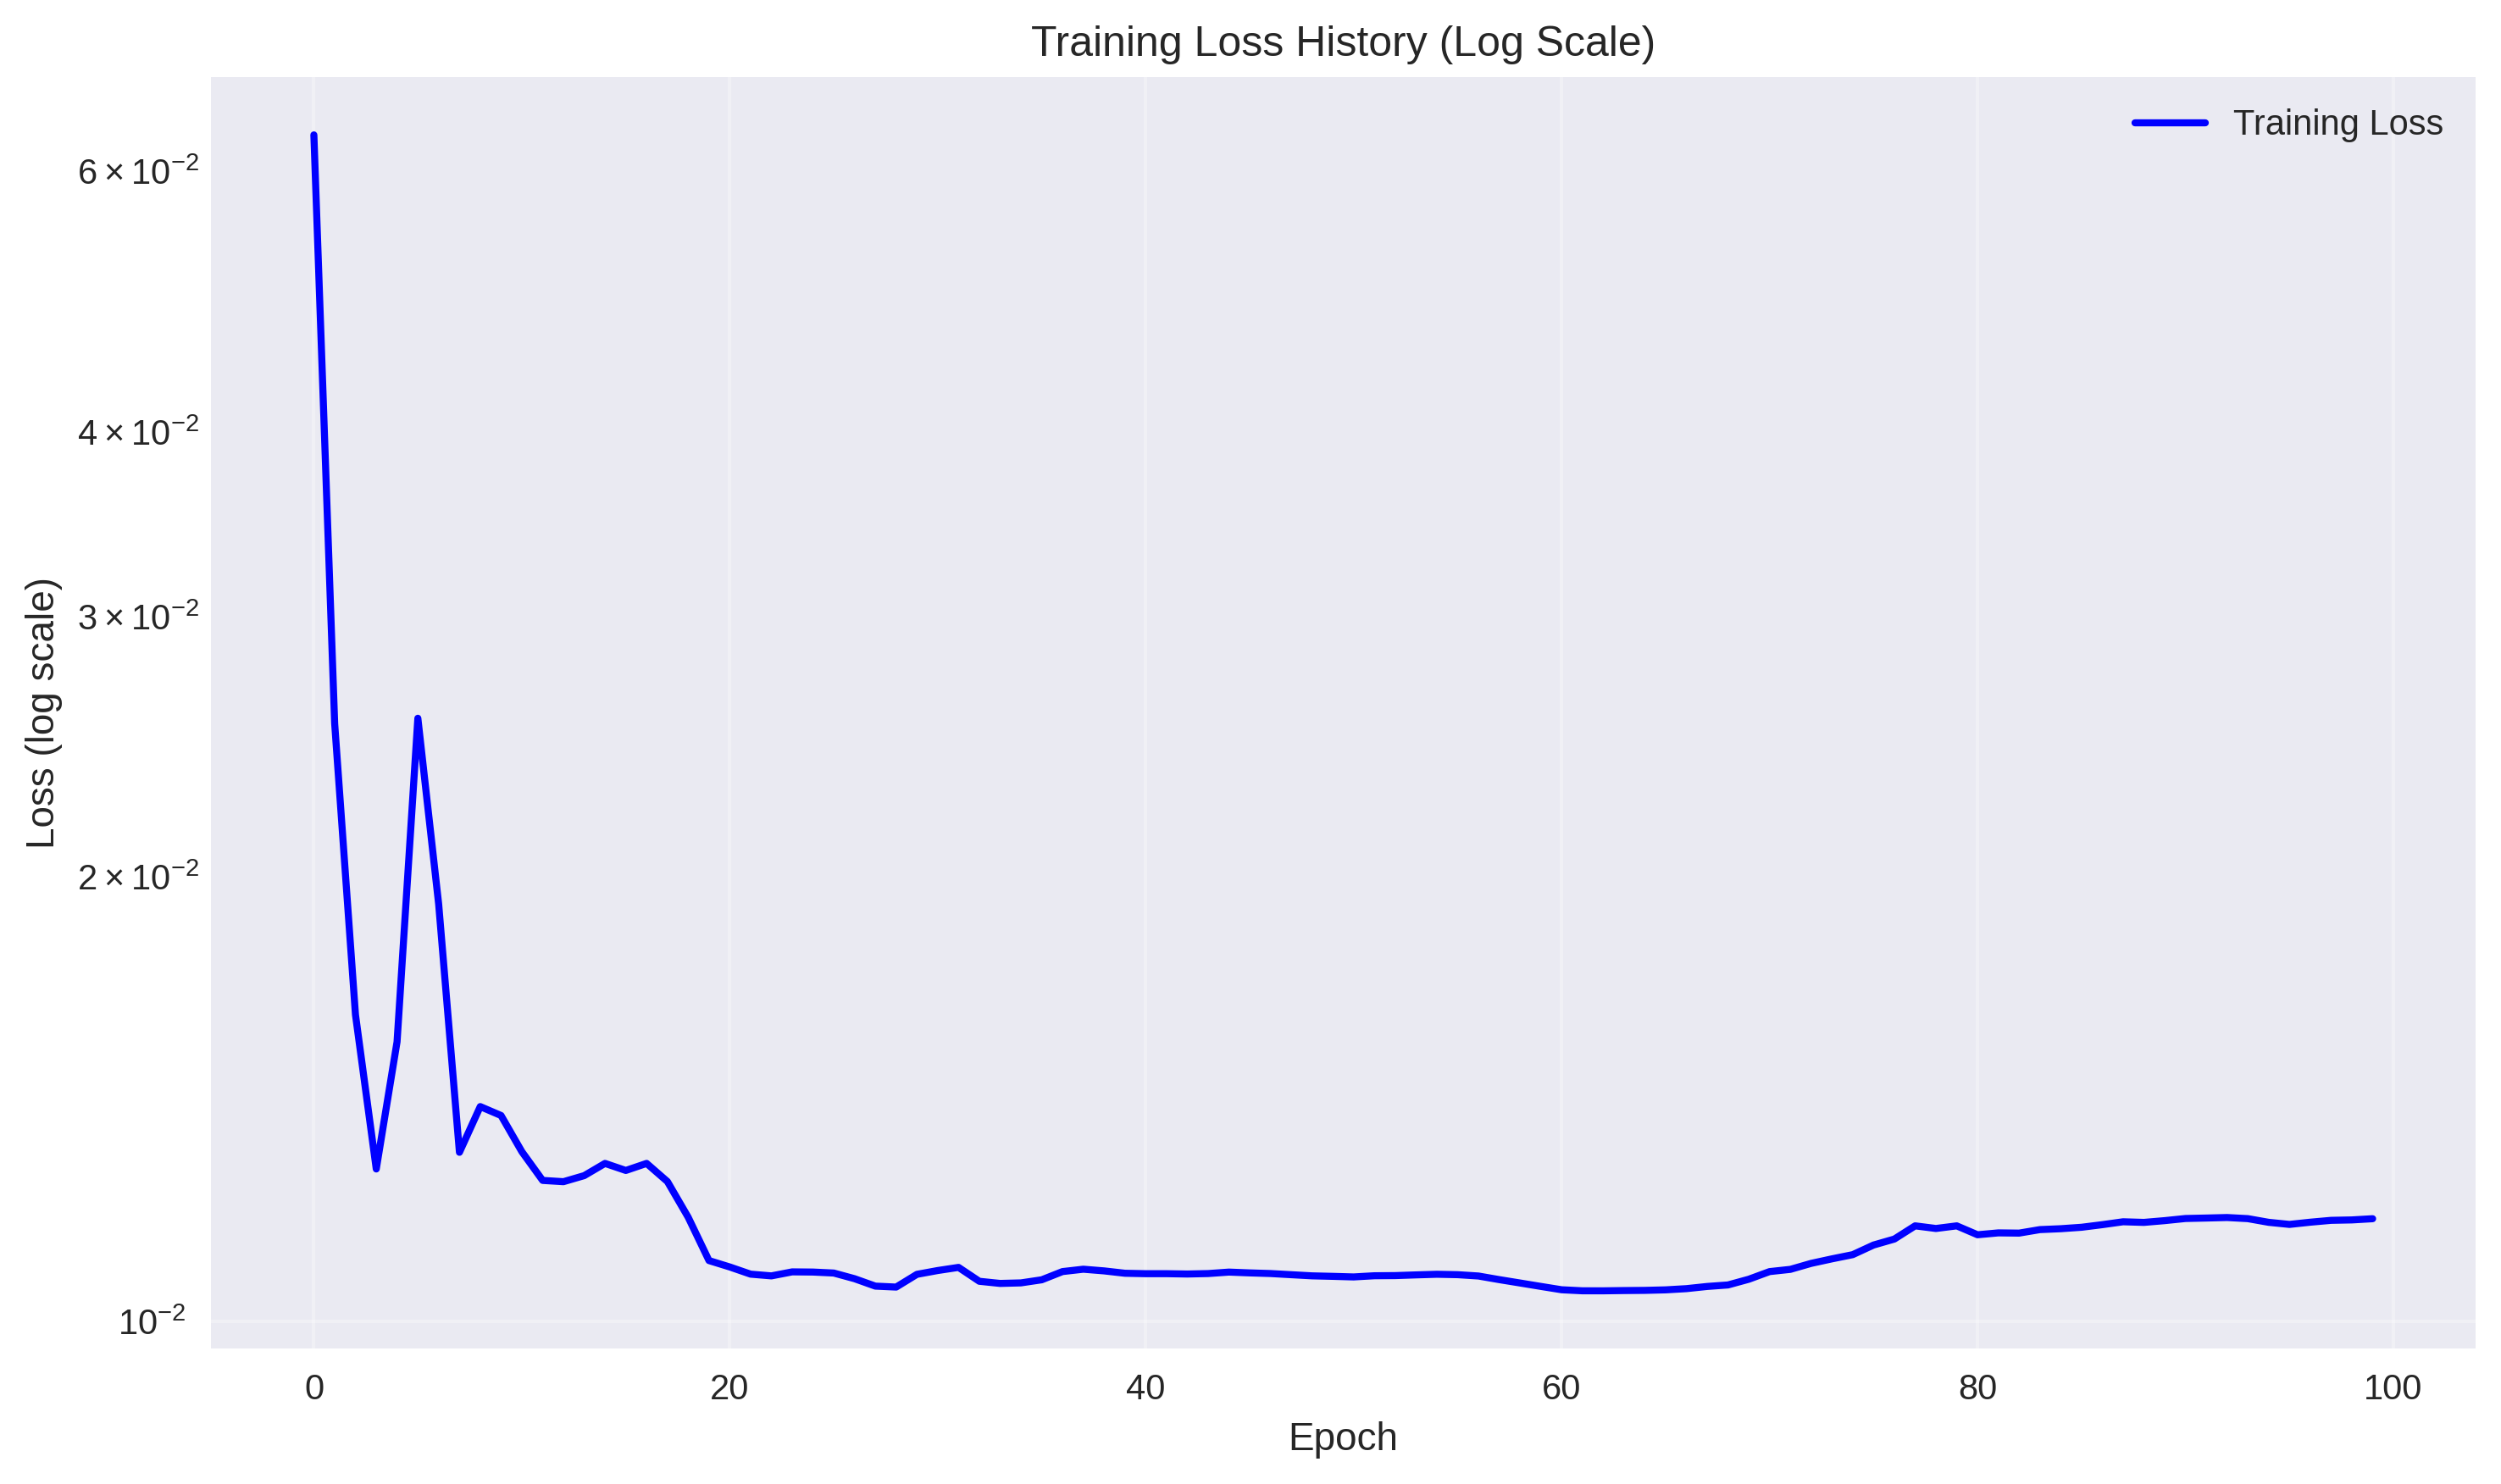 Training Loss History (Log Scale)
Training Loss
6×10⁻²
4×10⁻²
3×10⁻²
2×10⁻²
10⁻²
Loss (log scale)
0 20 40 60 80 100
Epoch